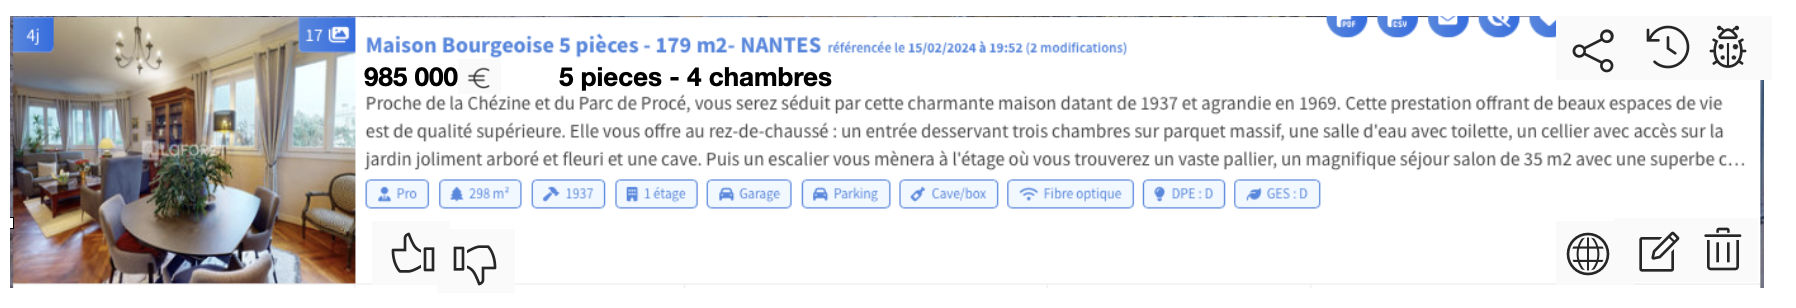 4j
17
Maison Bourgeoise 5 pièces - 179 m2- NANTES référencée le 15/02/2024 à 19:52 (2 modifications)
PDF CSV
985 000 € 5 pieces - 4 chambres
Proche de la Chézine et du Parc de Procé, vous serez séduit par cette charmante maison datant de 1937 et agrandie en 1969. Cette prestation offrant de beaux espaces de vie
est de qualité supérieure. Elle vous offre au rez-de-chaussé : un entrée desservant trois chambres sur parquet massif, une salle d'eau avec toilette, un cellier avec accès sur la
jardin joliment arboré et fleuri et une cave. Puis un escalier vous mènera à l'étage où vous trouverez un vaste pallier, un magnifique séjour salon de 35 m2 avec une superbe c...
LAFORÊT
Pro 298 m² 1937 1 étage Garage Parking Cave/box Fibre optique DPE : D GES : D